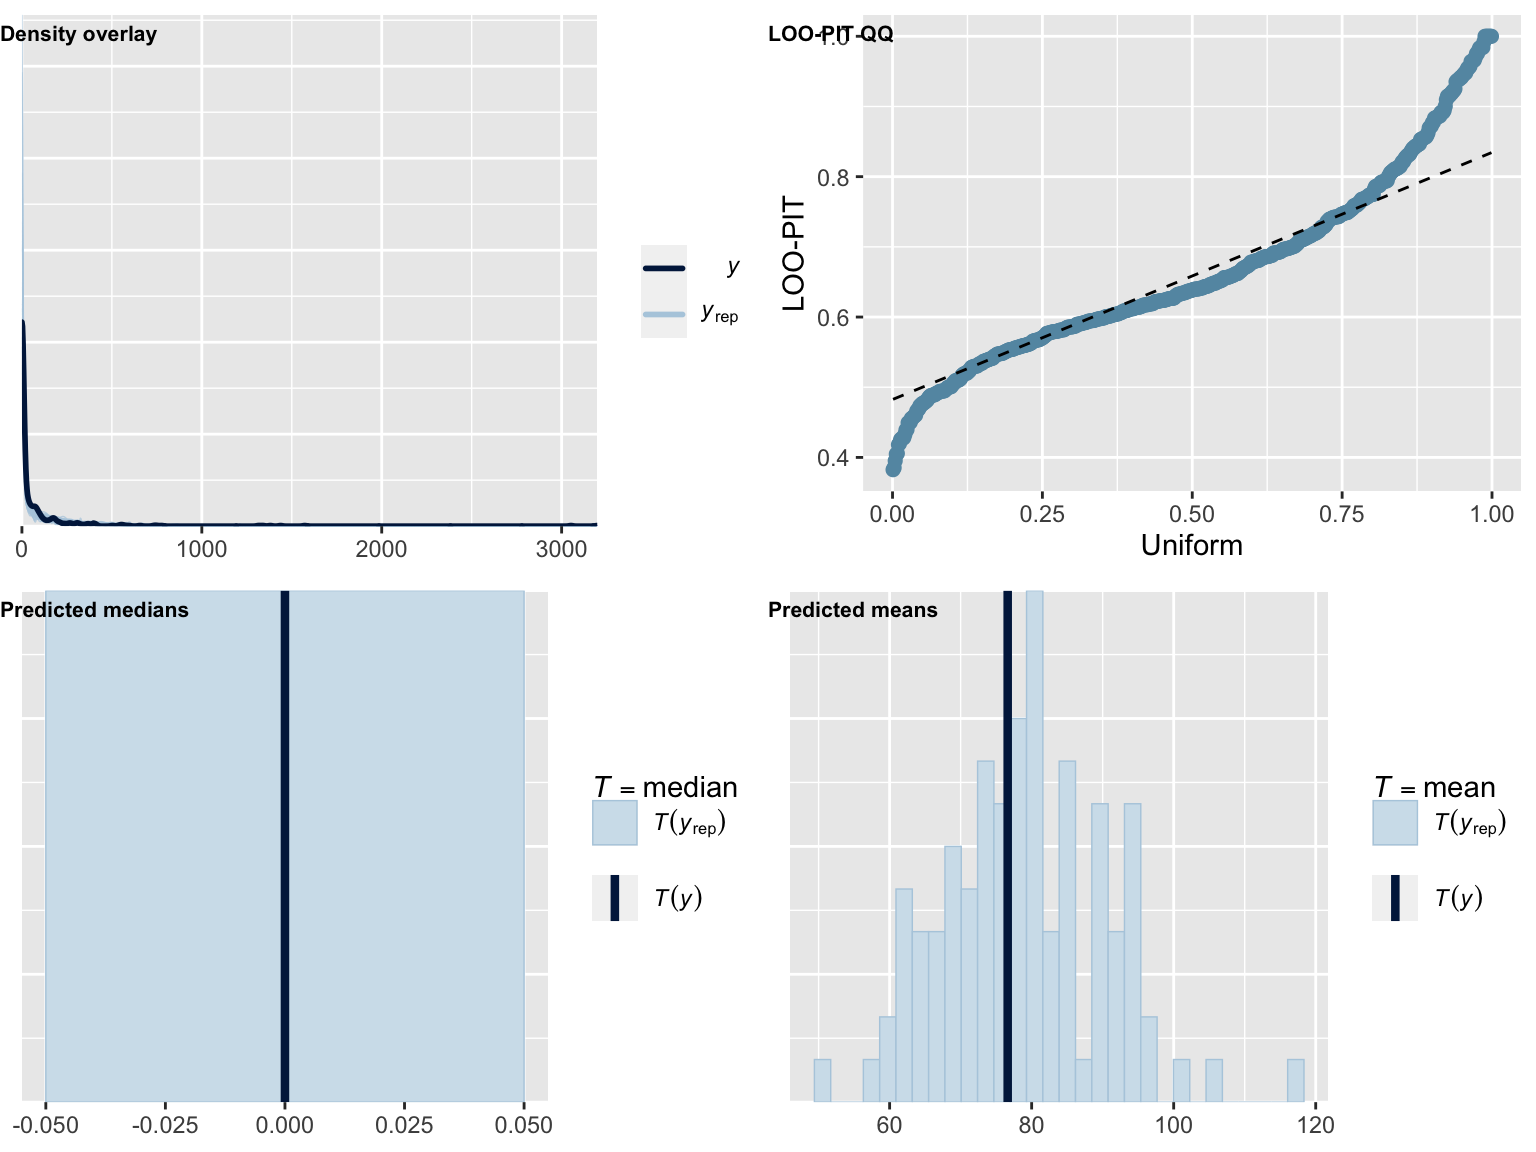 Density overlay
y
yrep
0 1000 2000 3000
LOO-PIT QQ
1.0
0.8
0.6
0.4
LOO-PIT
0.00 0.25 0.50 0.75 1.00
Uniform
Predicted medians
T = median
T(yrep)
T(y)
-0.050 -0.025 0.000 0.025 0.050
Predicted means
T = mean
T(yrep)
T(y)
60 80 100 120